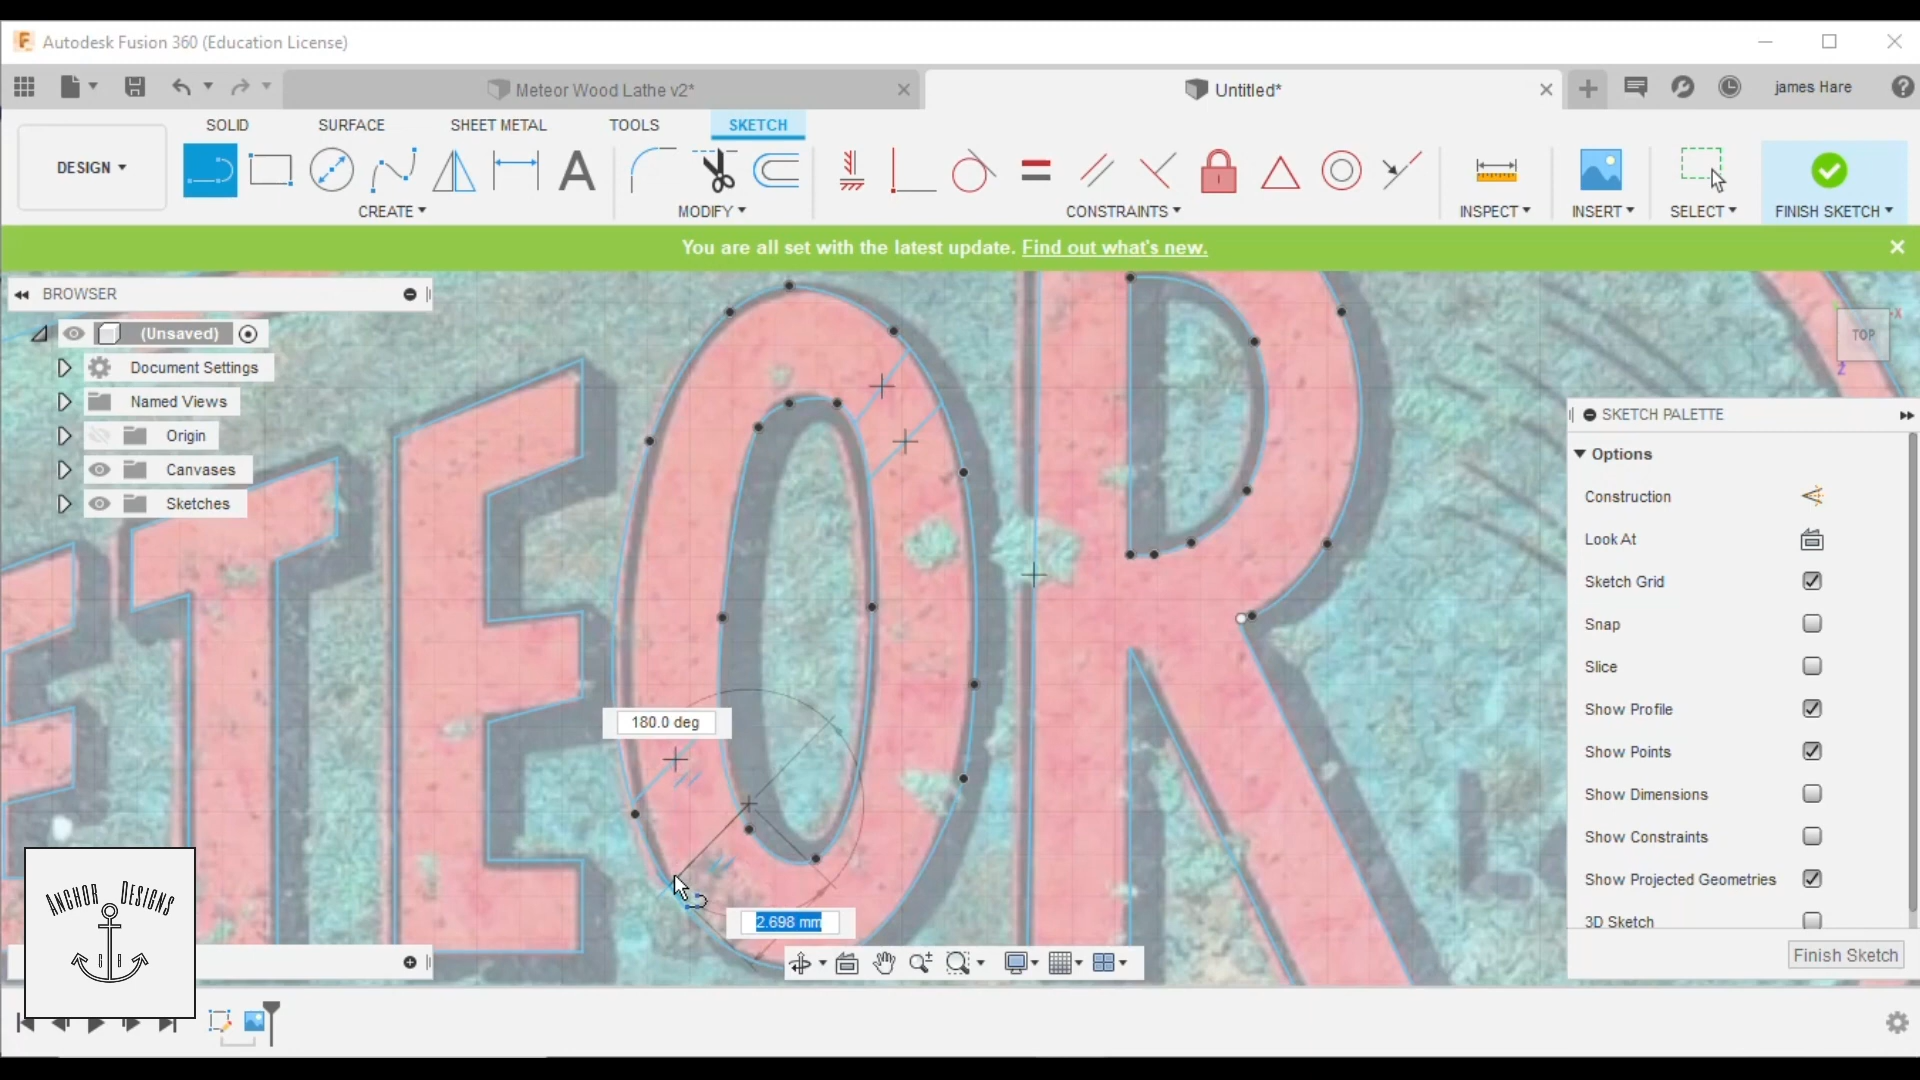 Autodesk Fusion 360 (Education License)
Meteor Wood Lathe v2*
Untitled*
james Hare
SOLID
SURFACE
SHEET METAL
TOOLS
SKETCH
DESIGN
CREATE
MODIFY
CONSTRAINTS
INSPECT
INSERT
SELECT
FINISH SKETCH
You are all set with the latest update. Find out what's new.
BROWSER
(Unsaved)
Document Settings
Named Views
Origin
Canvases
Sketches
ETEOR
TOP
X
Z
180.0 deg
2.698 mm
SKETCH PALETTE
Options
Construction
Look At
Sketch Grid
Snap
Slice
Show Profile
Show Points
Show Dimensions
Show Constraints
Show Projected Geometries
3D Sketch
Finish Sketch
ANCHOR DESIGNS